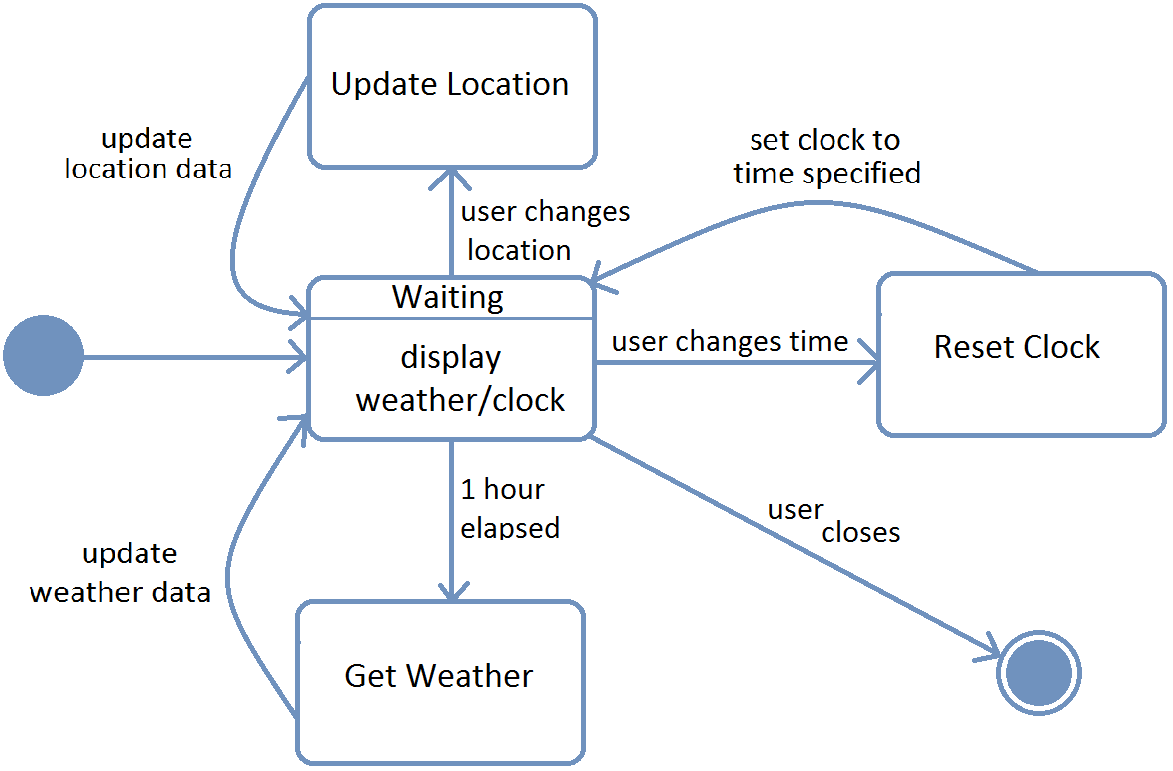 Update Location
update
location data
set clock to
time specified
user changes
location
Waiting
display
weather/clock
user changes time
Reset Clock
1 hour
elapsed
user
closes
update
weather data
Get Weather